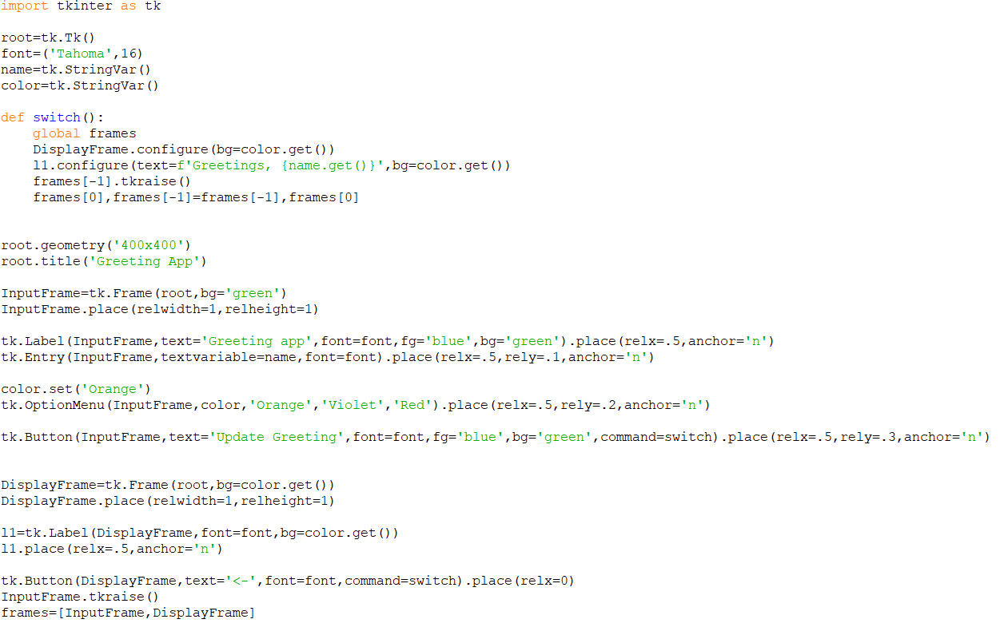 import tkinter as tk
root=tk.Tk()
font=('Tahoma',16)
name=tk.StringVar()
color=tk.StringVar()
def switch():
    global frames
    DisplayFrame.configure(bg=color.get())
    l1.configure(text=f'Greetings, {name.get()}',bg=color.get())
    frames[-1].tkraise()
    frames[0],frames[-1]=frames[-1],frames[0]
root.geometry('400x400')
root.title('Greeting App')
InputFrame=tk.Frame(root,bg='green')
InputFrame.place(relwidth=1,relheight=1)
tk.Label(InputFrame,text='Greeting app',font=font,fg='blue',bg='green').place(relx=.5,anchor='n')
tk.Entry(InputFrame,textvariable=name,font=font).place(relx=.5,rely=.1,anchor='n')
color.set('Orange')
tk.OptionMenu(InputFrame,color,'Orange','Violet','Red').place(relx=.5,rely=.2,anchor='n')
tk.Button(InputFrame,text='Update Greeting',font=font,fg='blue',bg='green',command=switch).place(relx=.5,rely=.3,anchor='n')
DisplayFrame=tk.Frame(root,bg=color.get())
DisplayFrame.place(relwidth=1,relheight=1)
l1=tk.Label(DisplayFrame,font=font,bg=color.get())
l1.place(relx=.5,anchor='n')
tk.Button(DisplayFrame,text='<-',font=font,command=switch).place(relx=0)
InputFrame.tkraise()
frames=[InputFrame,DisplayFrame]